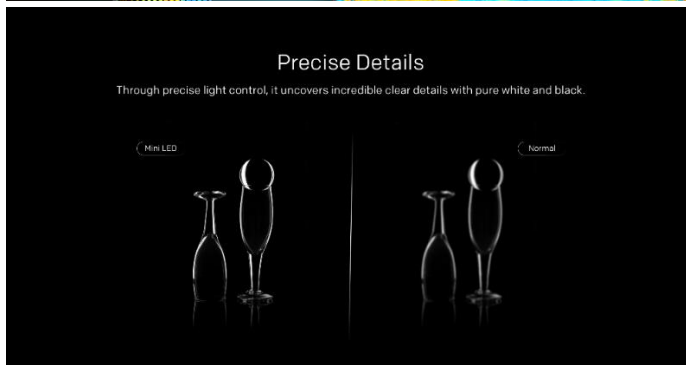 Precise Details
Through precise light control, it uncovers incredible clear details with pure white and black.
Mini LED
Normal